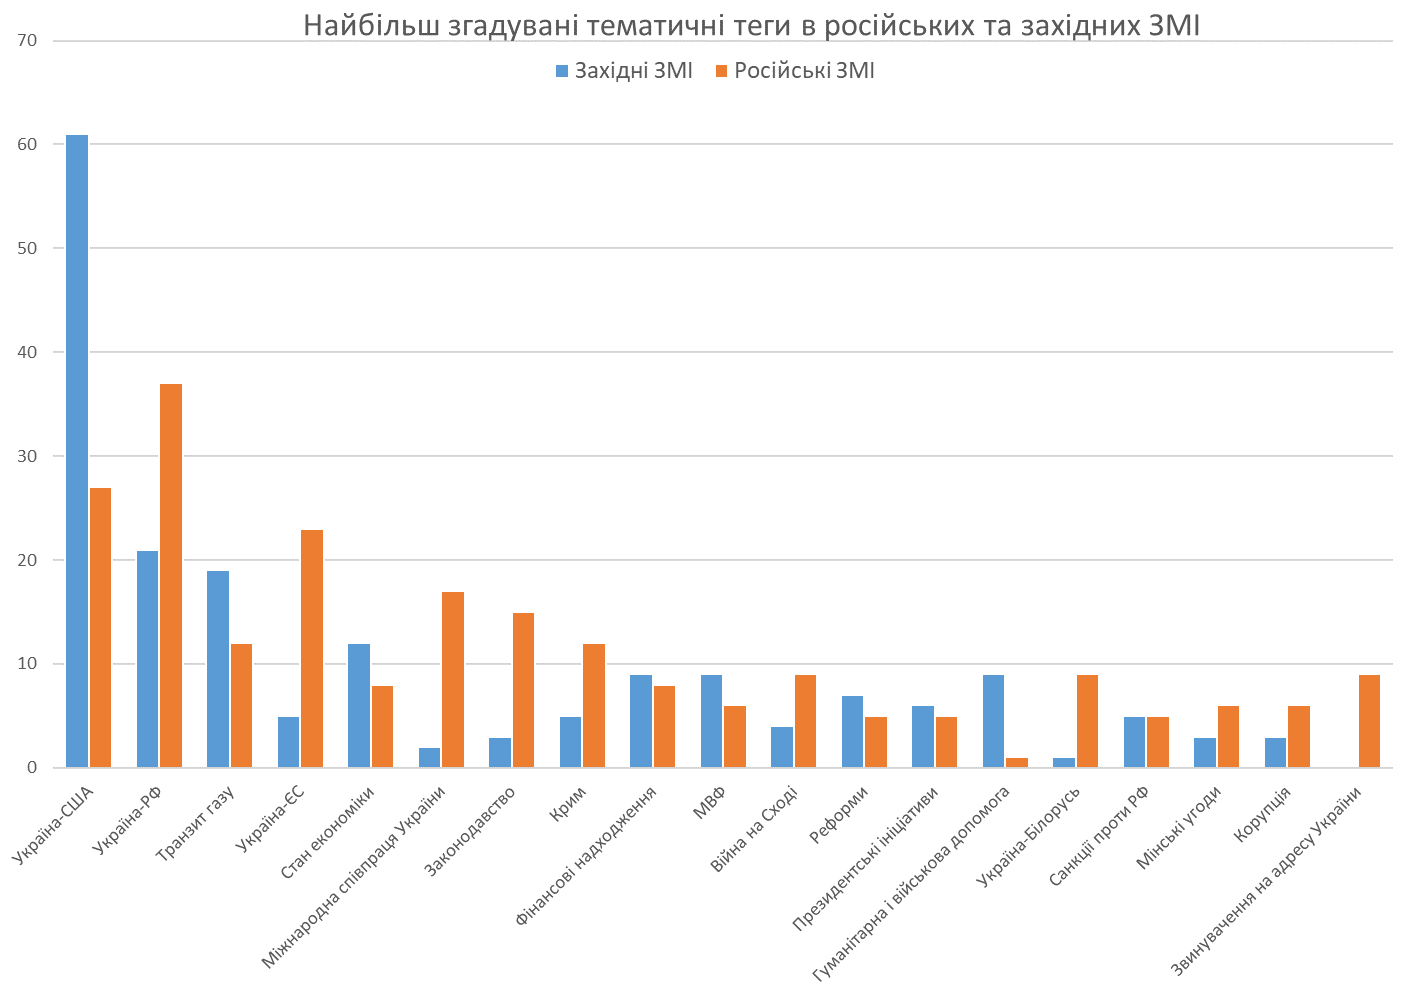 Найбільш згадувані тематичні теги в російських та західних ЗМІ
Західні ЗМІ
Російські ЗМІ
70
60
50
40
30
20
10
0
Україна-США
Україна-РФ
Транзит газу
Україна-ЄС
Стан економіки
Міжнародна співпраця України
Законодавство
Крим
Фінансові надходження
МВФ
Війна на Сході
Реформи
Президентські ініціативи
Гуманітарна і військова допомога
Україна-Білорусь
Санкції проти РФ
Мінські угоди
Корупція
Звинувачення на адресу України